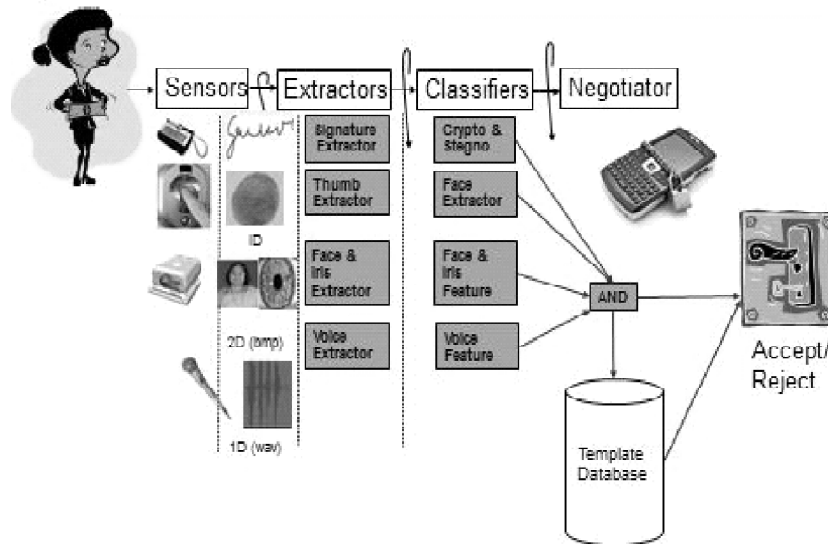 Sensors
Extractors
Classifiers
Negotiator
Signature
Extractor
Crypto &
Stegno
Thumb
Extractor
Face
Extractor
ID
Face &
Iris
Extractor
Face &
Iris
Feature
AND
2D (bmp)
Voice
Extractor
Voice
Feature
Accept/
Reject
1D (wav)
Template
Database